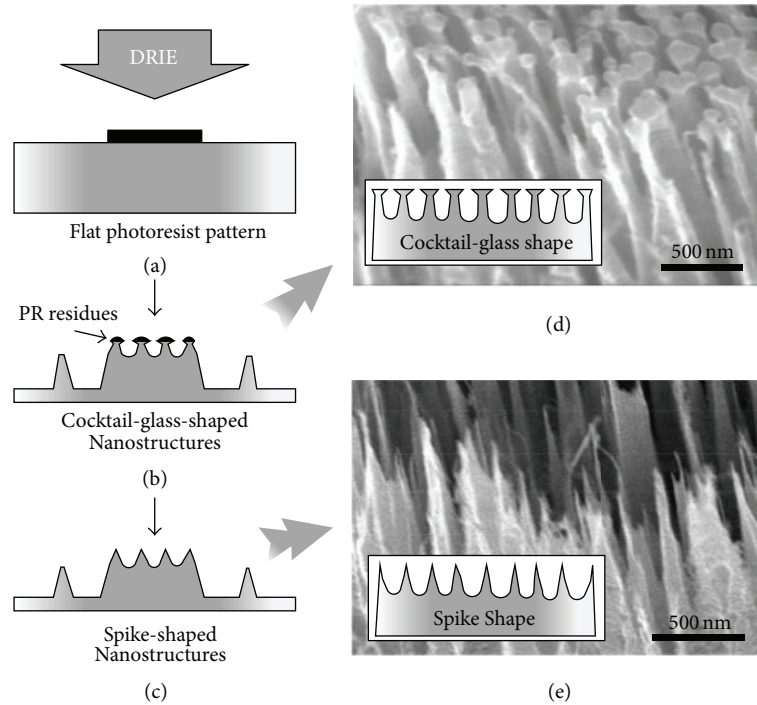 DRIE
Flat photoresist pattern
(a)
PR residues
Cocktail-glass-shaped
Nanostructures
(b)
Spike-shaped
Nanostructures
(c)
Cocktail-glass shape
500 nm
(d)
Spike Shape
500 nm
(e)